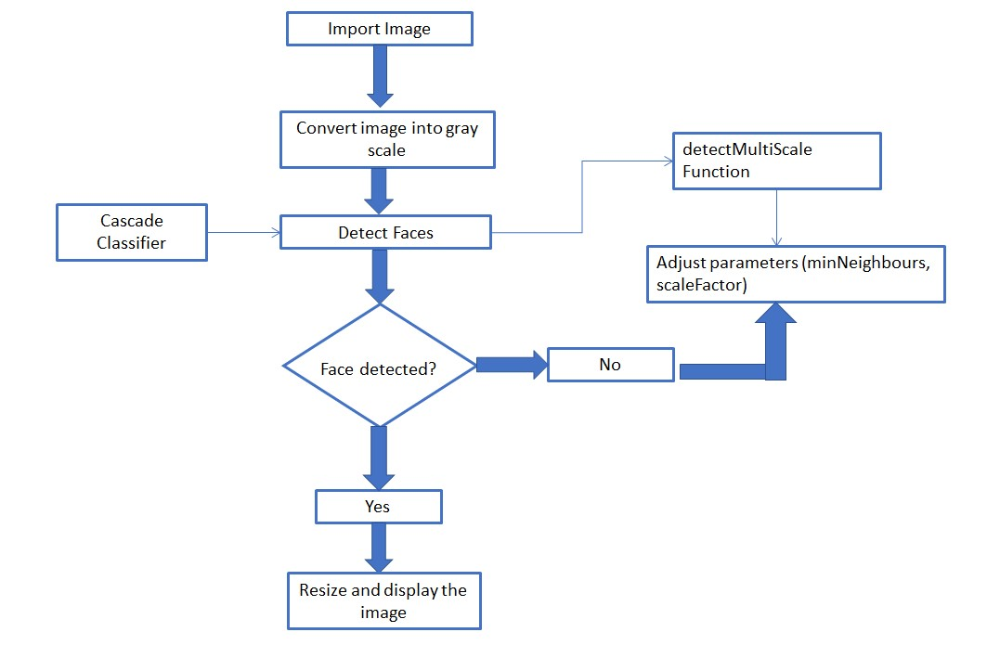 Import Image
Convert image into gray
scale
detectMultiScale
Function
Cascade
Classifier
Detect Faces
Adjust parameters (minNeighbours,
scaleFactor)
Face detected?
No
Yes
Resize and display the
image